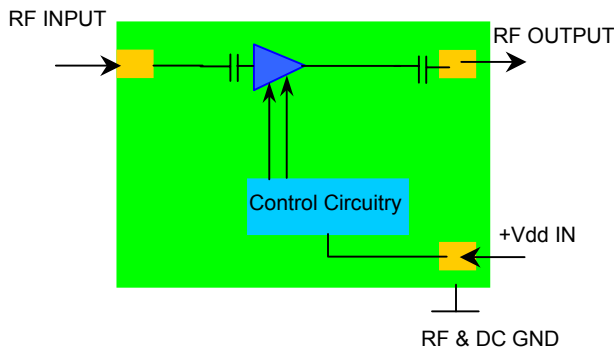 RF INPUT
RF OUTPUT
Control Circuitry
+Vdd IN
RF & DC GND